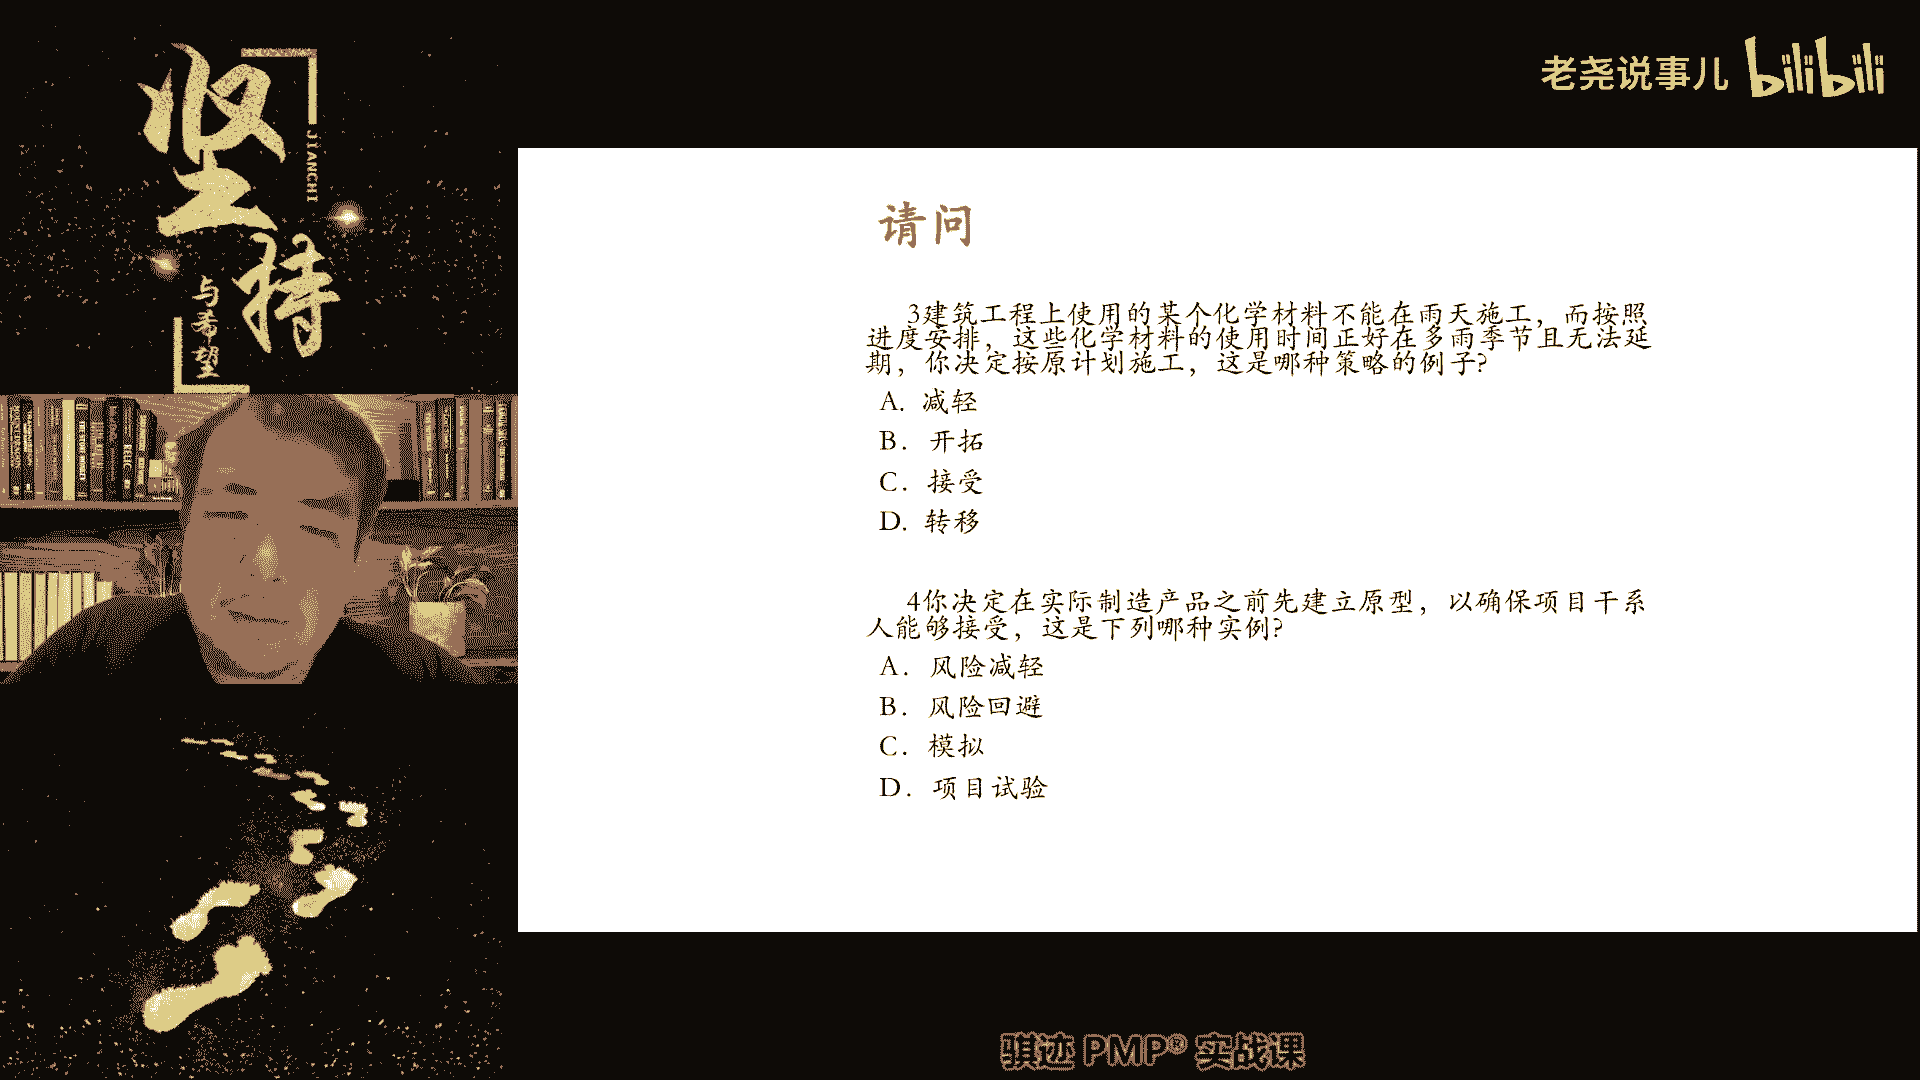 坚持
JIANCHI
与希望
老尧说事儿 bilibili
请问
3建筑工程上使用的某个化学材料不能在雨天施工，而按照
进度安排，这些化学材料的使用时间正好在多雨季节且无法延
期，你决定按原计划施工，这是哪种策略的例子?
A. 减轻
B. 开拓
C. 接受
D. 转移
4你决定在实际制造产品之前先建立原型，以确保项目干系
人能够接受，这是下列哪种实例?
A. 风险减轻
B. 风险回避
C. 模拟
D. 项目试验
骐迹 PMP® 实战课